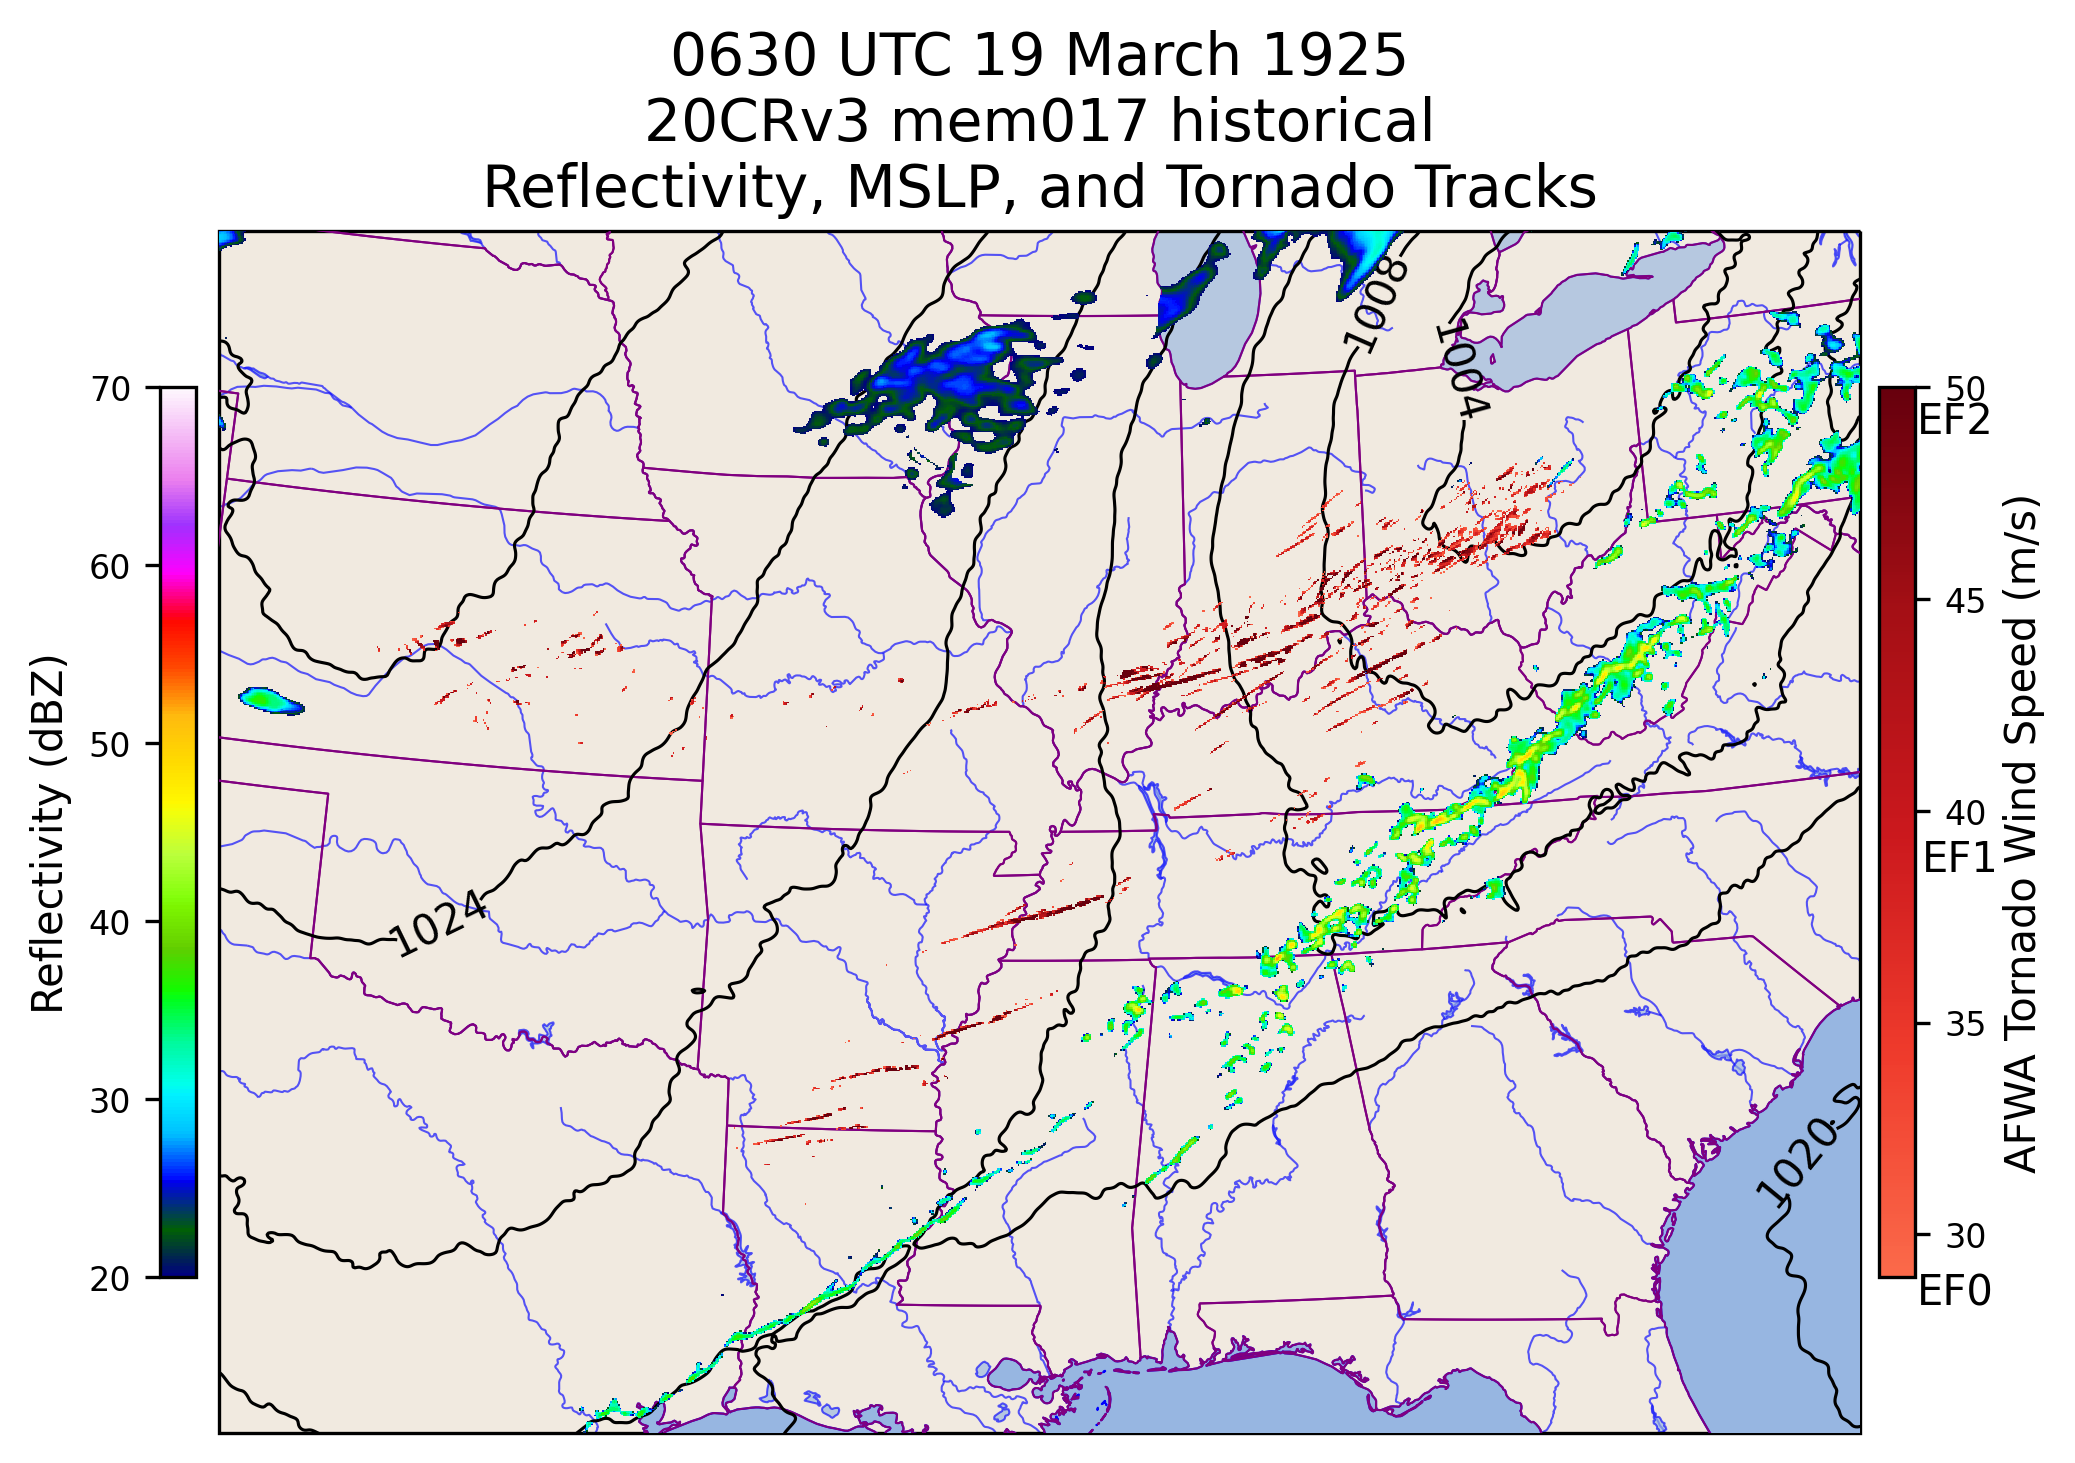 0630 UTC 19 March 1925
20CRv3 mem017 historical
Reflectivity, MSLP, and Tornado Tracks
Reflectivity (dBZ)
70
60
50
40
30
20
1008
1004
1024
1020
50
EF2
45
40
EF1
35
30
EF0
AFWA Tornado Wind Speed (m/s)